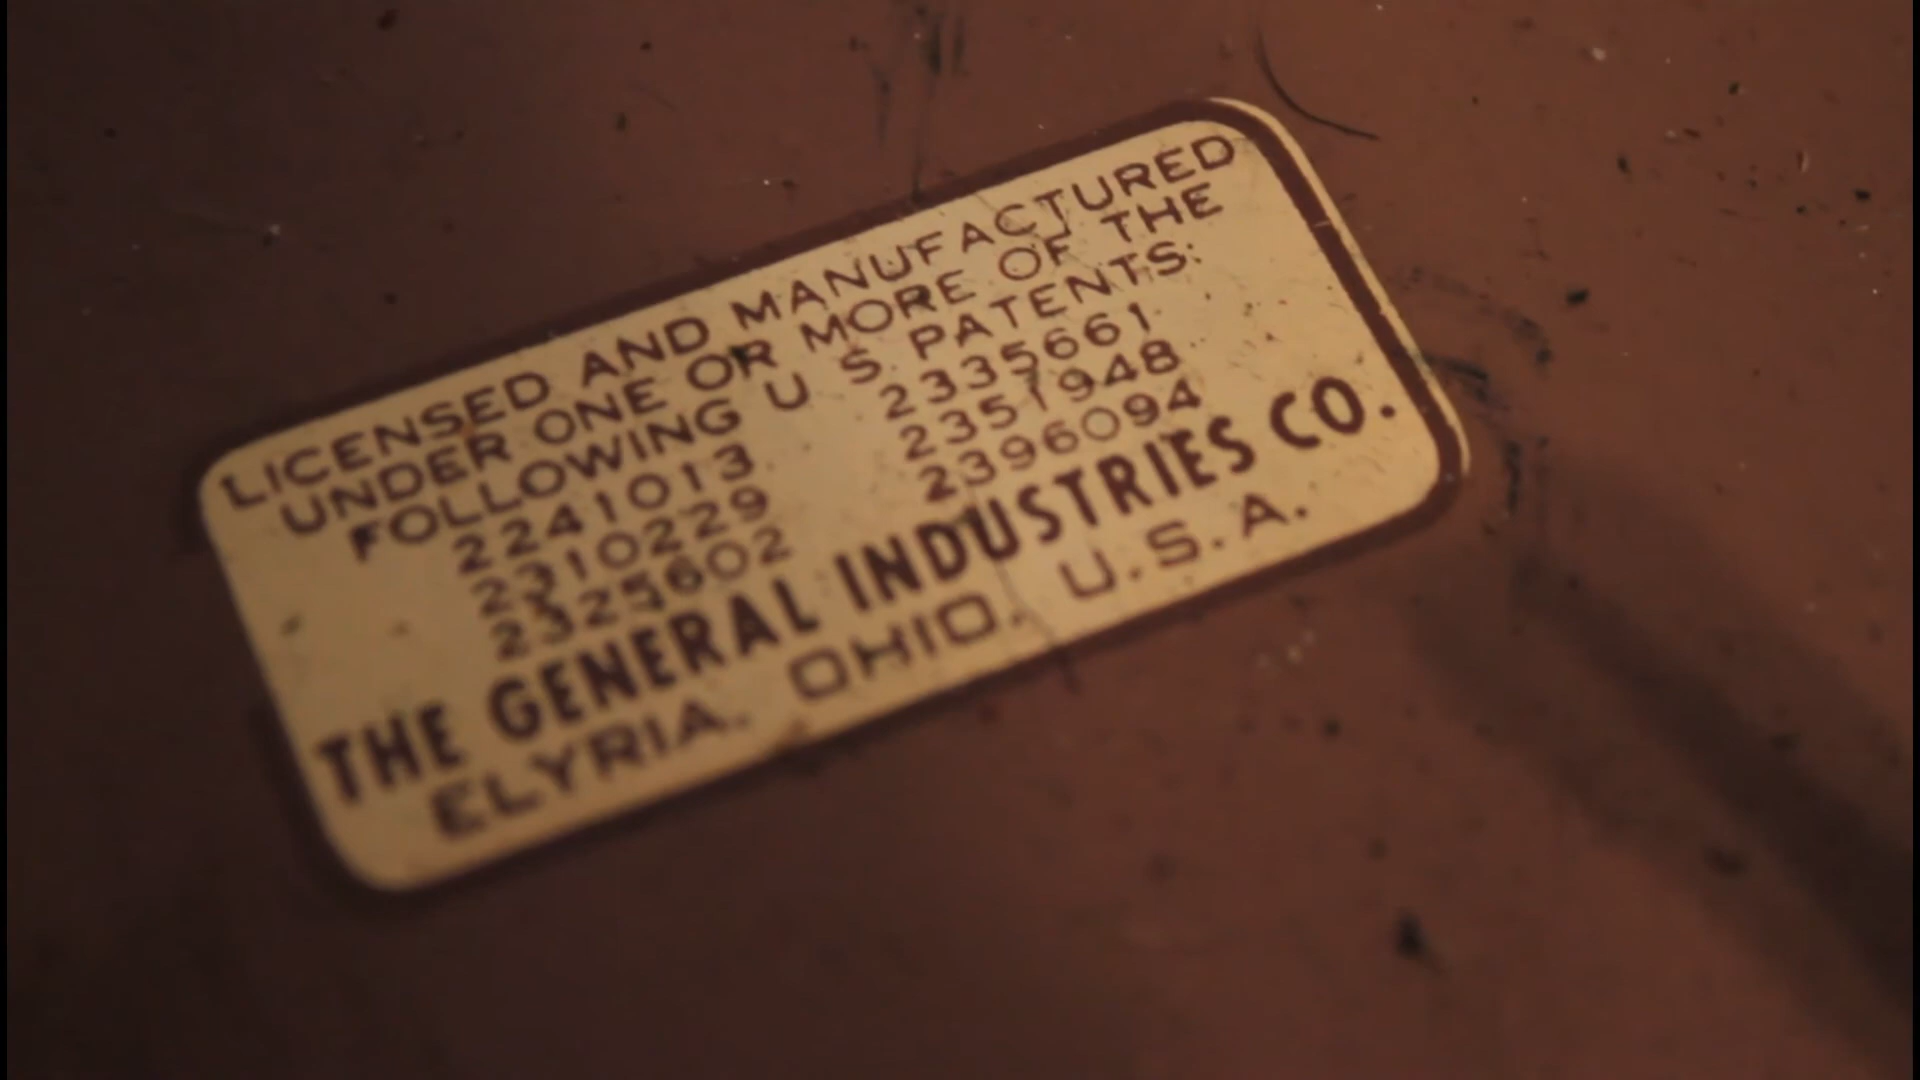 LICENSED AND MANUFACTURED
UNDER ONE OR MORE OF THE
FOLLOWING U S PATENTS:
2241013 2335661
2310229 2351948
2325602 2396094
THE GENERAL INDUSTRIES CO.
ELYRIA, OHIO, U.S.A.